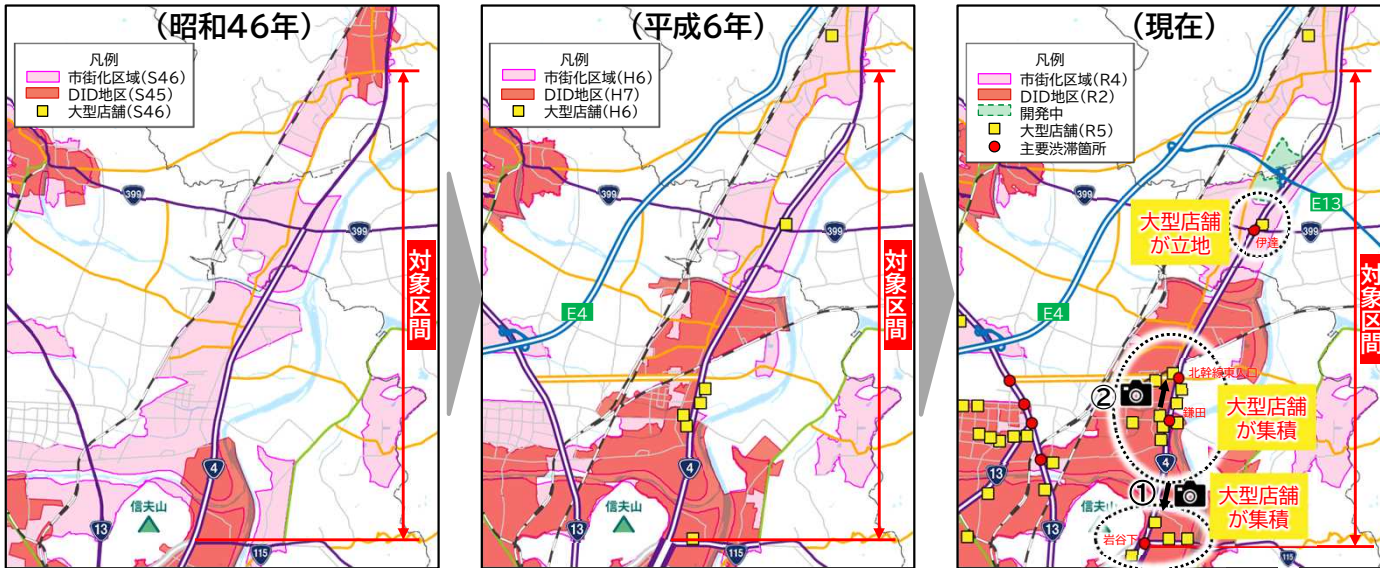 (昭和46年)
凡例
市街化区域(S46)
DID地区(S45)
大型店舗(S46)
399
399
対象区間
4
信夫山
13
115
(平成6年)
凡例
市街化区域(H6)
DID地区(H7)
大型店舗(H6)
399
399
E4
対象区間
4
信夫山
13
115
(現在)
凡例
市街化区域(R4)
DID地区(R2)
開発中
大型店舗(R5)
主要渋滞箇所
399
E13
大型店舗
が立地
伊達
399
対象区間
E4
北幹線東入口
②
鎌田
大型店舗
が集積
13
4
①
大型店舗
が集積
信夫山
岩谷下
115